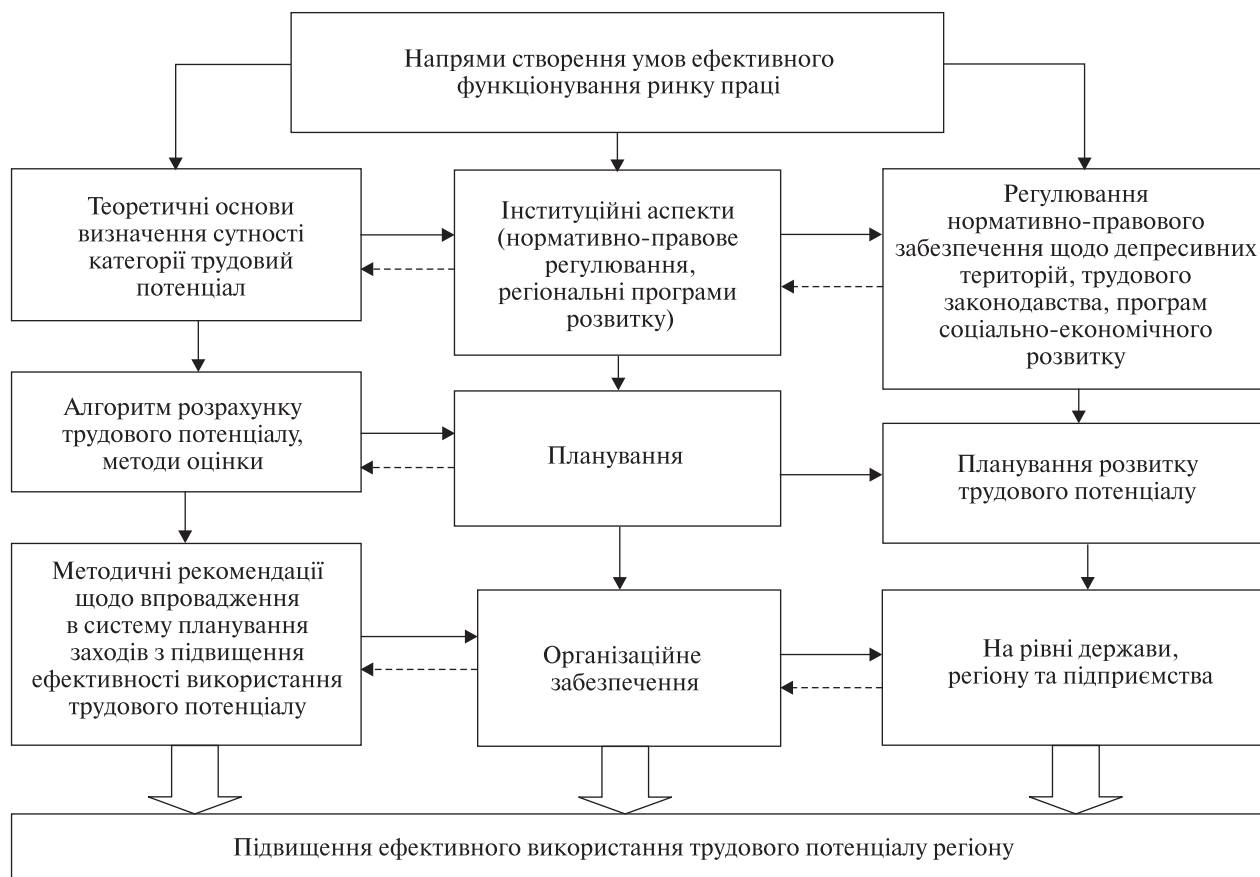 Напрями створення умов ефективного
функціонування ринку праці
Теоретичні основи
визначення сутності
категорії трудовий
потенціал
Інституційні аспекти
(нормативно-правове
регулювання,
регіональні програми
розвитку)
Регулювання
нормативно-правового
забезпечення щодо депресивних
територій, трудового
законодавства, програм
соціально-економічного
розвитку
Алгоритм розрахунку
трудового потенціалу,
методи оцінки
Планування
Планування розвитку
трудового потенціалу
Методичні рекомендації
щодо впровадження
в систему планування
заходів з підвищення
ефективності використання
трудового потенціалу
Організаційне
забезпечення
На рівні держави,
регіону та підприємства
Підвищення ефективного використання трудового потенціалу регіону